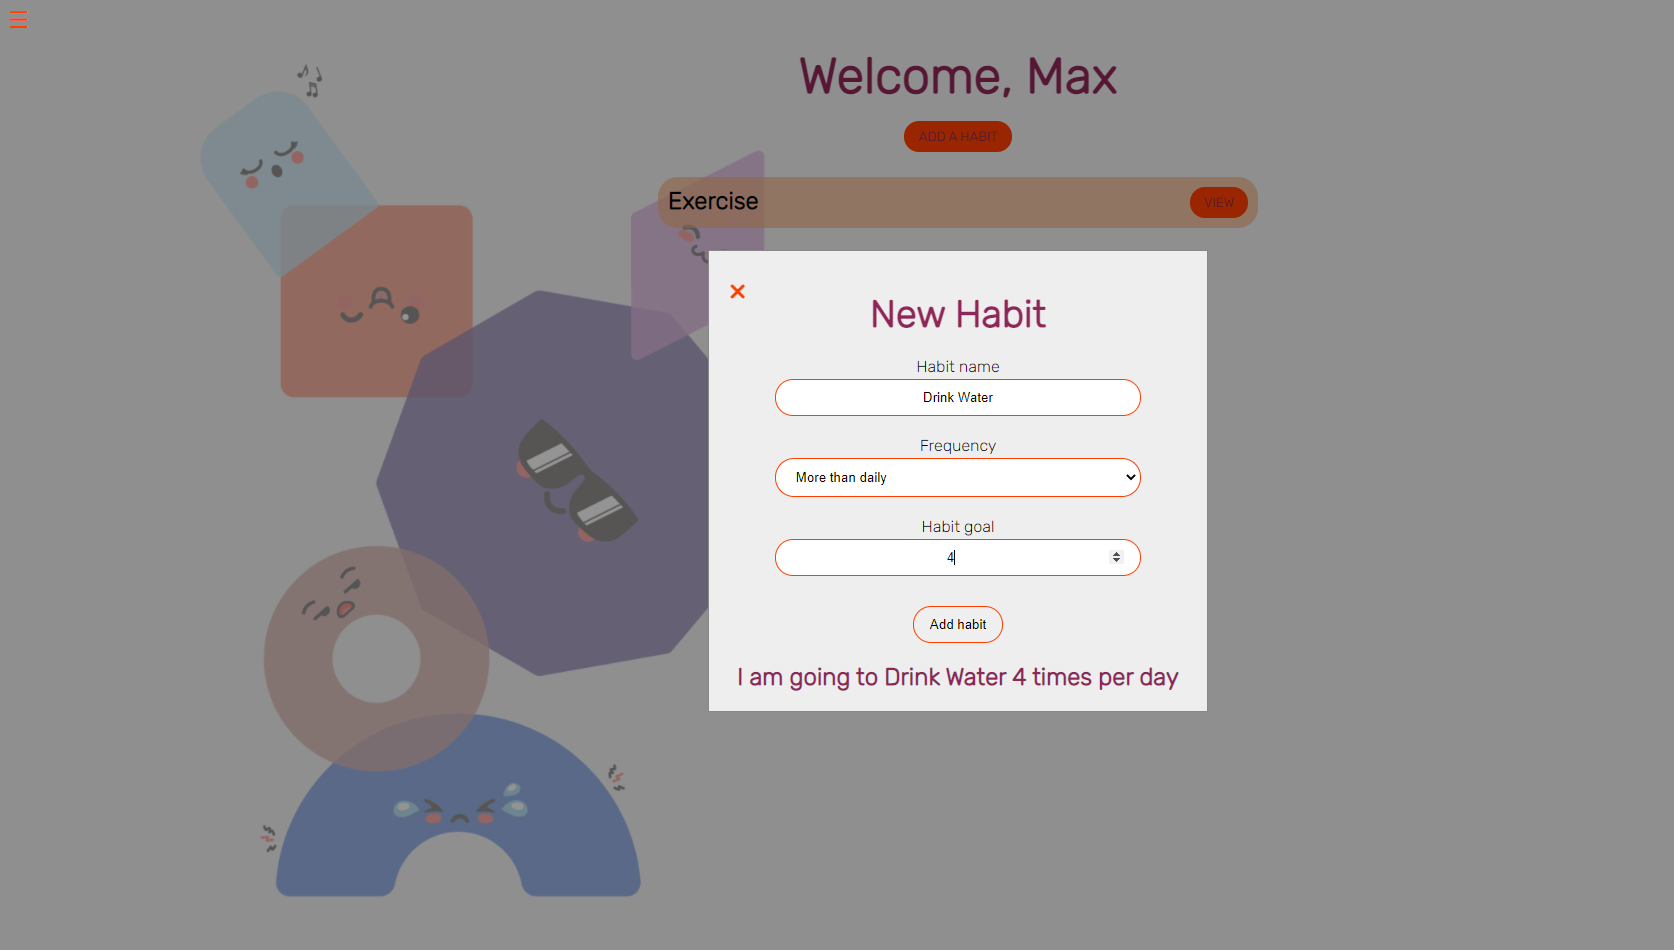 Welcome, Max
ADD A HABIT
Exercise
VIEW
New Habit
Habit name
Drink Water
Frequency
More than daily
Habit goal
4
Add habit
I am going to Drink Water 4 times per day